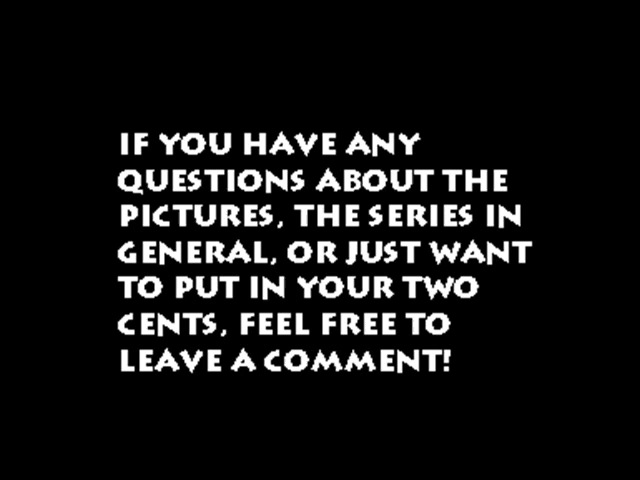 IF YOU HAVE ANY
QUESTIONS ABOUT THE
PICTURES, THE SERIES IN
GENERAL, OR JUST WANT
TO PUT IN YOUR TWO
CENTS, FEEL FREE TO
LEAVE A COMMENT!